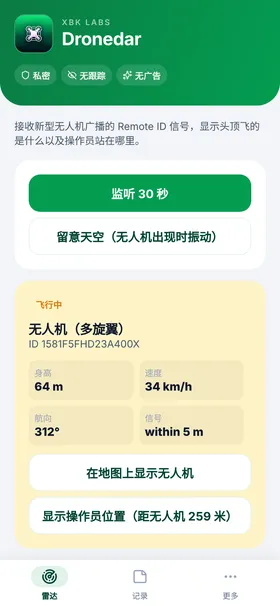 XBK LABS
Dronedar
私密
无跟踪
无广告
接收新型无人机广播的 Remote ID 信号，显示头顶飞的
是什么以及操作员站在哪里。
监听 30 秒
留意天空（无人机出现时振动）
飞行中
无人机（多旋翼）
ID 1581F5FHD23A400X
身高
64 m
速度
34 km/h
航向
312°
信号
within 5 m
在地图上显示无人机
显示操作员位置（距无人机 259 米）
雷达
记录
更多